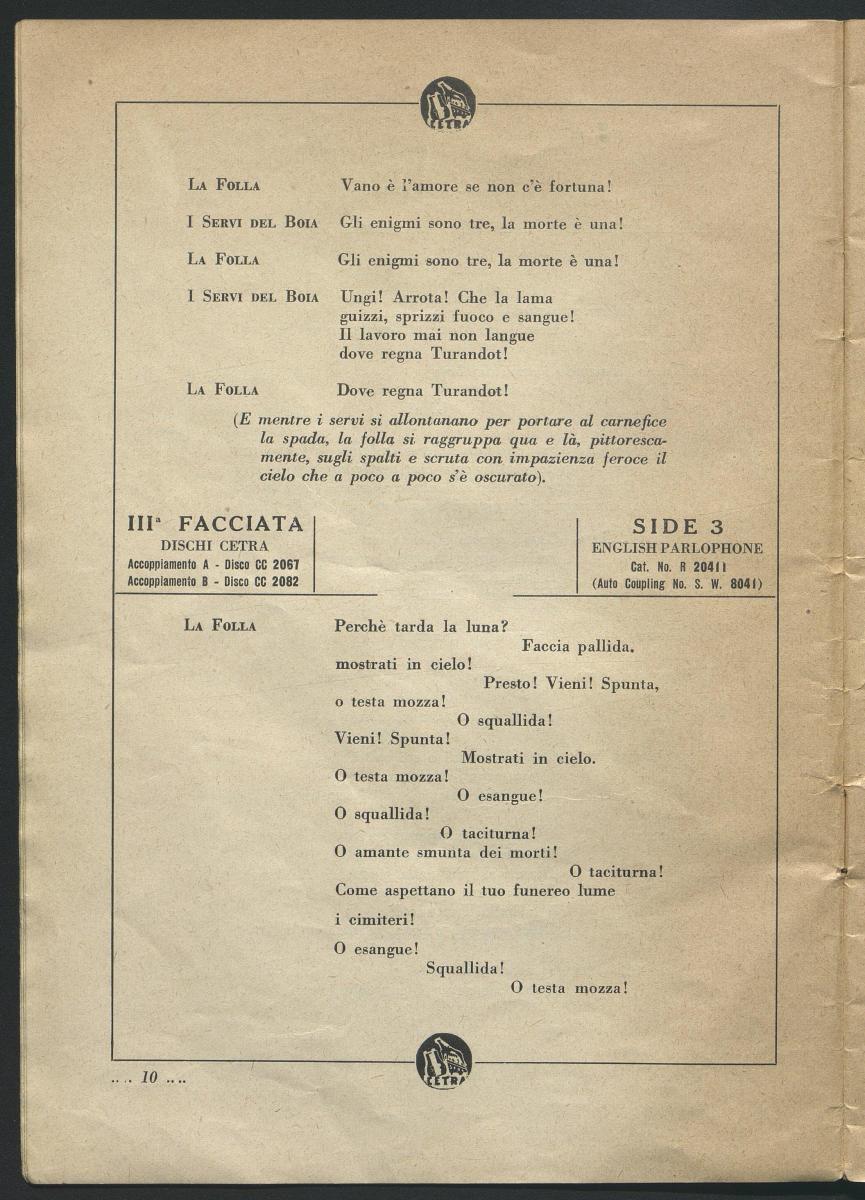 CETRA
LA FOLLA Vano è l'amore se non c'è fortuna!
I SERVI DEL BOIA Gli enigmi sono tre, la morte è una!
LA FOLLA Gli enigmi sono tre, la morte è una!
I SERVI DEL BOIA Ungi! Arrota! Che la lama
guizzi, sprizzi fuoco e sangue!
Il lavoro mai non langue
dove regna Turandot!
LA FOLLA Dove regna Turandot!
(E mentre i servi si allontanano per portare al carnefice
la spada, la folla si raggruppa qua e là, pittoresca-
mente, sugli spalti e scruta con impazienza feroce il
cielo che a poco a poco s'è oscurato).
IIIª FACCIATA
DISCHI CETRA
Accoppiamento A - Disco CC 2067
Accoppiamento B - Disco CC 2082
SIDE 3
ENGLISH PARLOPHONE
Cat. No. R 20411
(Auto Coupling No. S. W. 8041)
LA FOLLA Perchè tarda la luna?
Faccia pallida.
mostrati in cielo!
Presto! Vieni! Spunta,
o testa mozza!
O squallida!
Vieni! Spunta!
Mostrati in cielo.
O testa mozza!
O esangue!
O squallida!
O taciturna!
O amante smunta dei morti!
O taciturna!
Come aspettano il tuo funereo lume
i cimiteri!
O esangue!
Squallida!
O testa mozza!
CETRA
.... 10 ....